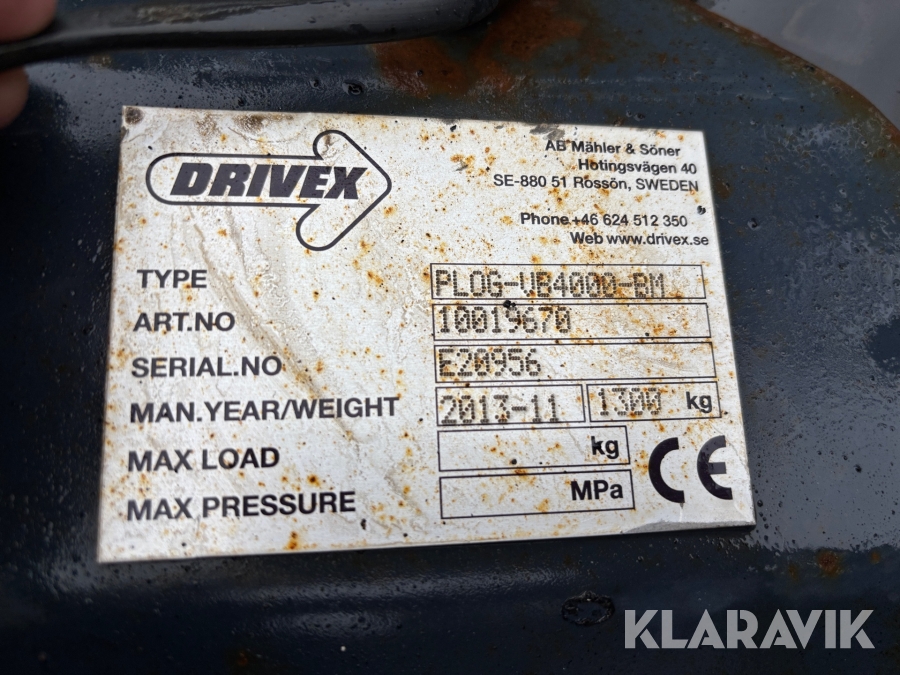 DRIVEX
AB Mähler & Söner
Hotingsvägen 40
SE-880 51 Rossön, SWEDEN
Phone +46 624 512 350
Web www.drivex.se
TYPE PLOG-VB4000-BM
ART.NO 10019670
SERIAL.NO E20956
MAN.YEAR/WEIGHT 2013-11 1300 kg
MAX LOAD kg
MAX PRESSURE MPa
CE
KLARAVIK